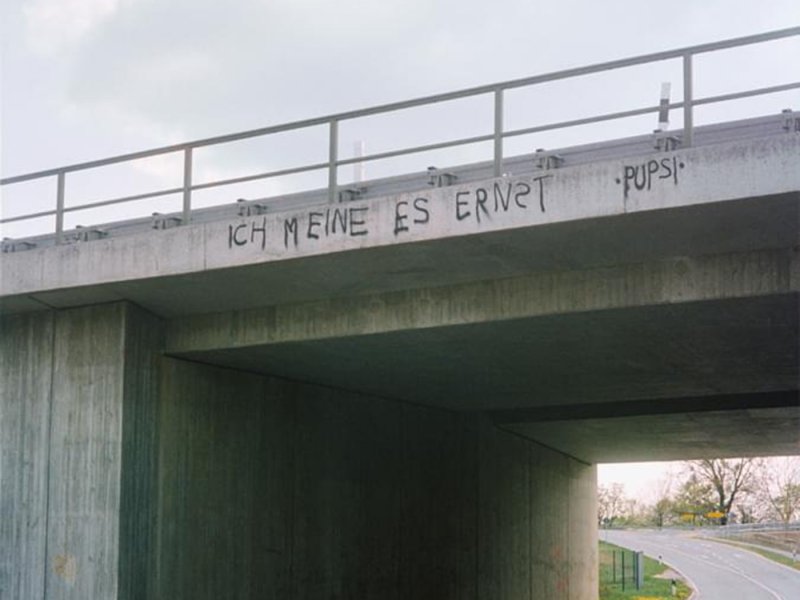 ICH MEINE ES ERNST ·PUPSI·